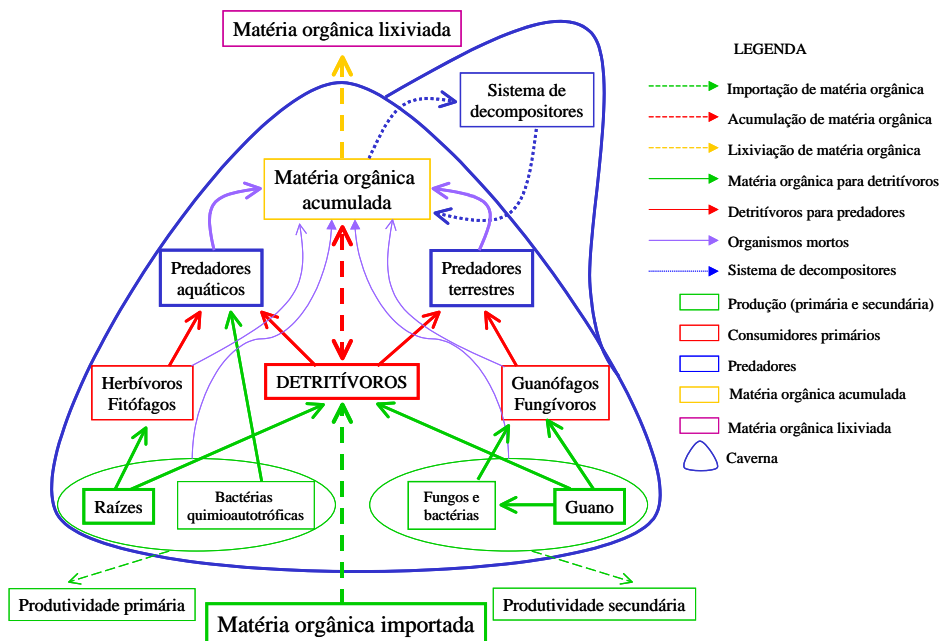 Matéria orgânica lixiviada
Sistema de
decompositores
Matéria orgânica
acumulada
Predadores
aquáticos
Predadores
terrestres
Herbívoros
Fitófagos
DETRITÍVOROS
Guanófagos
Fungívoros
Raízes
Bactérias
quimioautotróficas
Fungos e
bactérias
Guano
Produtividade primária
Produtividade secundária
Matéria orgânica importada
LEGENDA
Importação de matéria orgânica
Acumulação de matéria orgânica
Lixiviação de matéria orgânica
Matéria orgânica para detritívoros
Detritívoros para predadores
Organismos mortos
Sistema de decompositores
Produção (primária e secundária)
Consumidores primários
Predadores
Matéria orgânica acumulada
Matéria orgânica lixiviada
Caverna